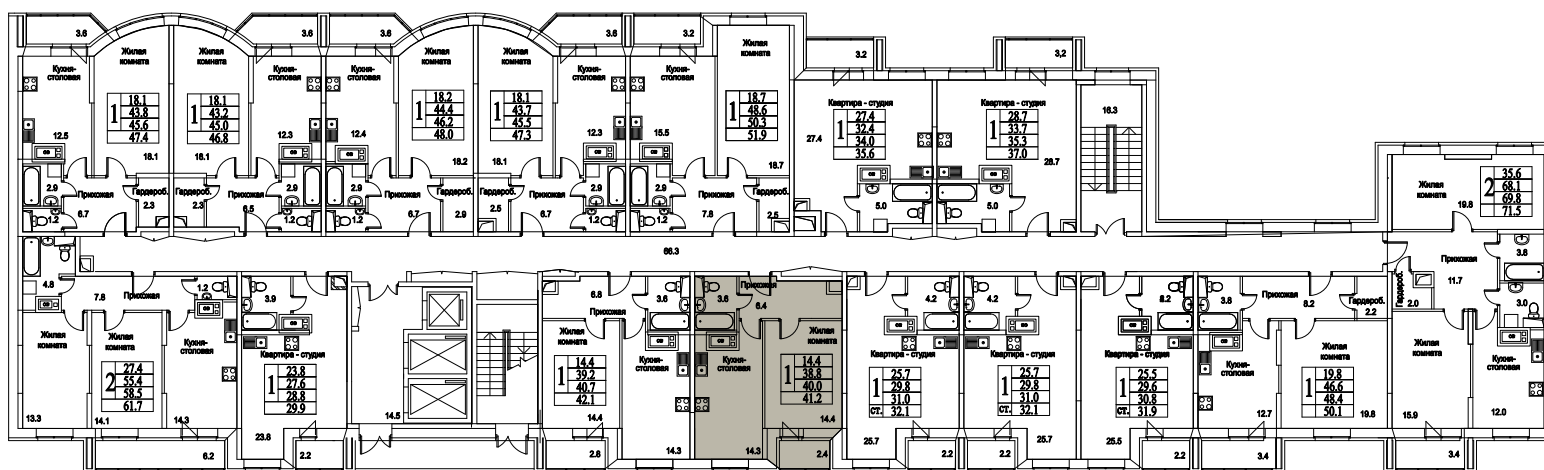 3.6
3.6
3.6
3.6
3.2
Жилая
комната
Жилая
комната
Жилая
комната
Жилая
комната
Жилая
комната
3.2
3,2
Кухня-
столовая
Кухня-
столовая
Кухня-
столовая
Кухня-
столовая
Кухня-
столовая
1
18.1
43.8
45.6
47.4
1
18.1
43.2
45.0
46.8
1
18.2
44.4
46.2
48.0
1
18.1
43.7
45.5
47.3
1
18.7
48.6
50.3
51.9
Квартира - студия
1
27.4
32.4
34.0
35.6
Квартира - студия
1
28.7
33.7
35.3
37.0
16.3
12.5
18.1
18.1
12.3
12.4
18.2
18.1
12.3
15.5
18.7
27.4
28.7
2.9
2.9
2.9
2.9
2.9
Прихожая
Гардероб.
Гардероб.
Прихожая
Прихожая
Гардероб.
Гардероб.
Прихожая
Прихожая
Гардероб.
1.2
6.7
2.3
2.3
6.5
1.2
1.2
6.7
2.9
2.5
6.7
1.2
1.2
7.8
2.5
5.0
5.0
Жилая
комната
19.8
2
35.6
68.1
69.8
71.5
66.3
4.8
7.8
Прихожая
1.2
3.9
6.8
Прихожая
3.6
3.6
Прихожая
6.4
4.2
4.2
8.2
3.8
Прихожая
8.2
Гардероб.
2.2
Гардероб.
2.0
Прихожая
11.7
3.8
3.0
Жилая
комната
Жилая
комната
Кухня-
столовая
2
27.4
55.4
58.5
61.7
Квартира - студия
1
23.8
27.6
28.8
29.9
Жилая
комната
1
14.4
39.2
40.7
42.1
Кухня-
столовая
Кухня-
столовая
Жилая
комната
1
14.4
38.8
40.0
41.2
Квартира - студия
1
ст.
25.7
29.8
31.0
32.1
Квартира - студия
1
ст.
25.7
29.8
31.0
32.1
Квартира - студия
1
ст.
25.5
29.6
30.8
31.9
Кухня-
столовая
Жилая
комната
1
19.8
46.6
48.4
50.1
Жилая
комната
Кухня-
столовая
13.3
14.1
14.3
23.8
14.5
14.4
14.3
14.3
14.4
25.7
25.7
25.5
12.7
19.8
15.9
12.0
6.2
2.2
2.8
2.4
2.2
2.2
2.2
3.4
3.4